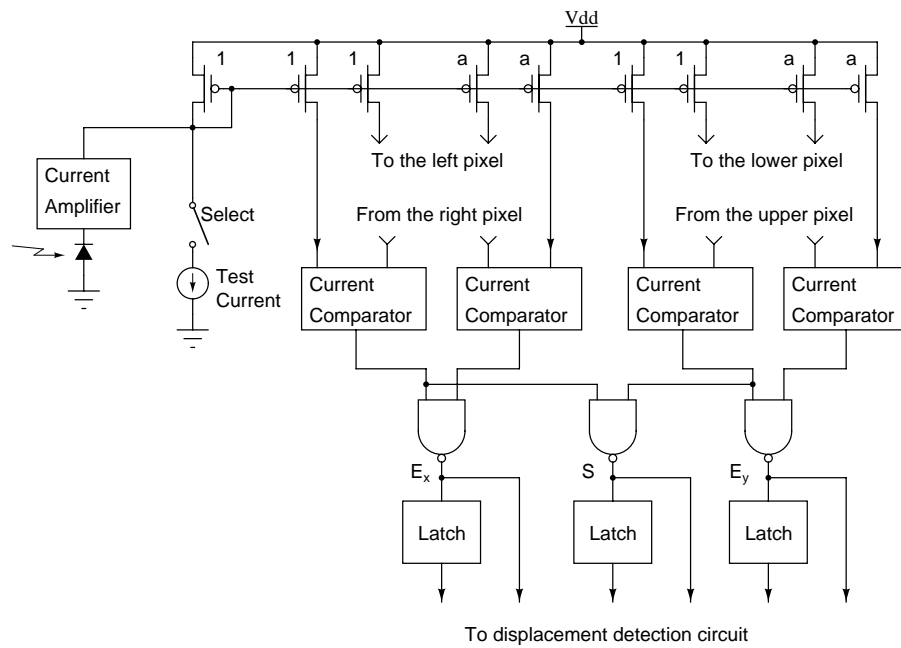 Vdd
1 1 1 a a 1 1 a a
To the left pixel
To the lower pixel
Current
Amplifier
Select
From the right pixel
From the upper pixel
Test
Current
Current
Comparator
Current
Comparator
Current
Comparator
Current
Comparator
Ex
S
Ey
Latch
Latch
Latch
To displacement detection circuit